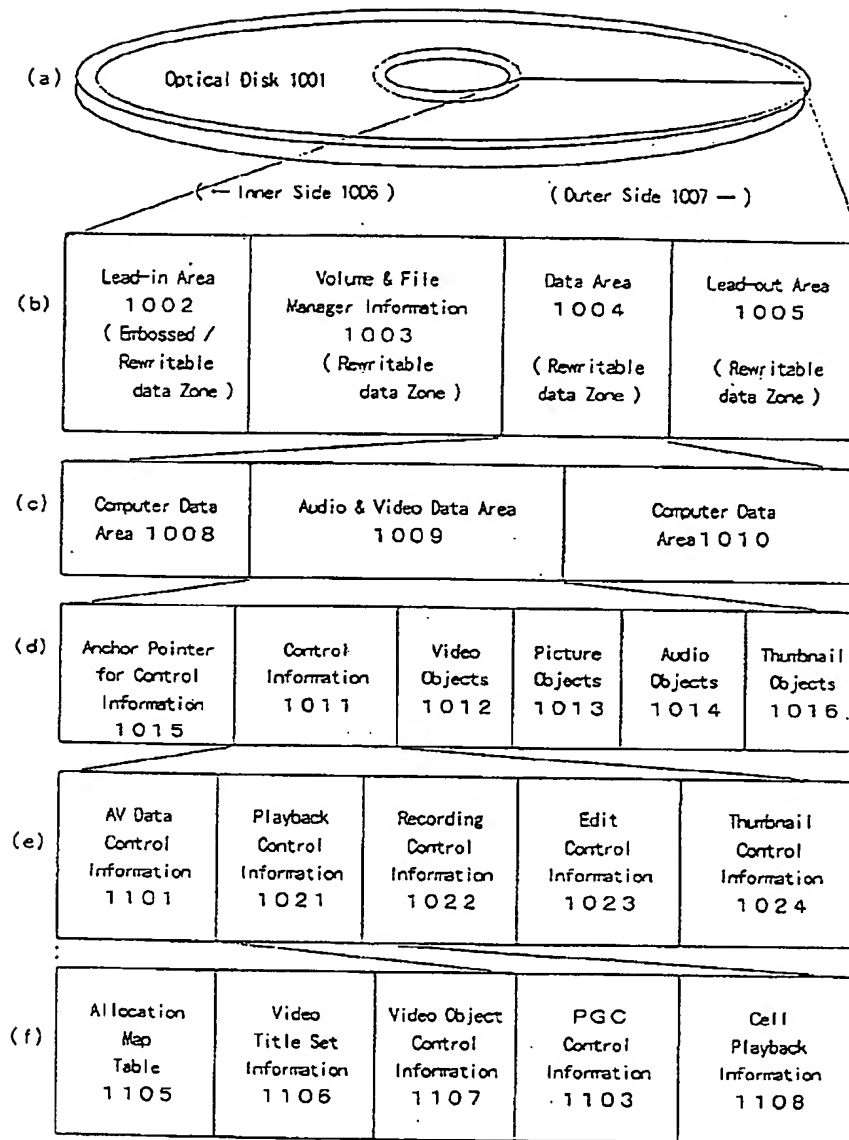 (a)
Optical Disk 1001
(← Inner Side 1006)
(Outer Side 1007 —)
(b)
Lead-in Area
1002
(Embossed /
Rewritable
data Zone)
Volume & File
Manager Information
1003
(Rewritable
data Zone)
Data Area
1004
(Rewritable
data Zone)
Lead-out Area
1005
(Rewritable
data Zone)
(c)
Computer Data
Area 1008
Audio & Video Data Area
1009
Computer Data
Area 1010
(d)
Anchor Pointer
for Control
Information
1015
Control
Information
1011
Video
Objects
1012
Picture
Objects
1013
Audio
Objects
1014
Thumbnail
Objects
1016
(e)
AV Data
Control
Information
1101
Playback
Control
Information
1021
Recording
Control
Information
1022
Edit
Control
Information
1023
Thumbnail
Control
Information
1024
(f)
Allocation
Map
Table
1105
Video
Title Set
Information
1106
Video Object
Control
Information
1107
PGC
Control
Information
1103
Cell
Playback
Information
1108